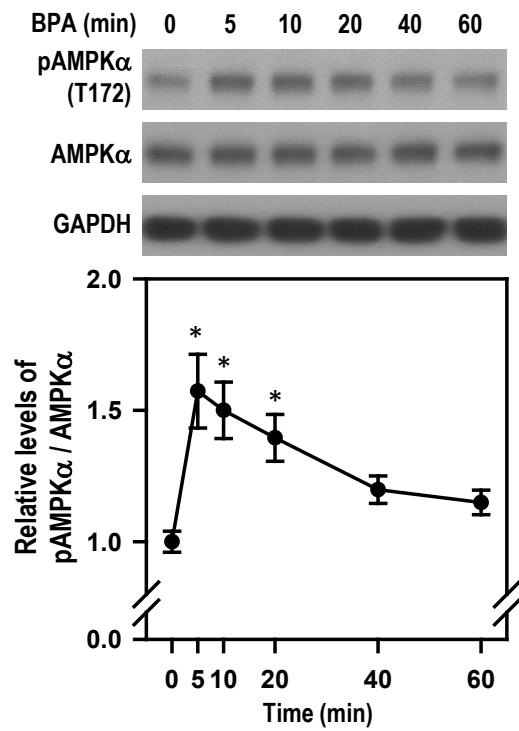 BPA (min) 0 5 10 20 40 60
pAMPKα
(T172)
AMPKα
GAPDH
2.0
1.5
1.0
0.0
Relative levels of
pAMPKα / AMPKα
* * *
0 5 10 20 40 60
Time (min)